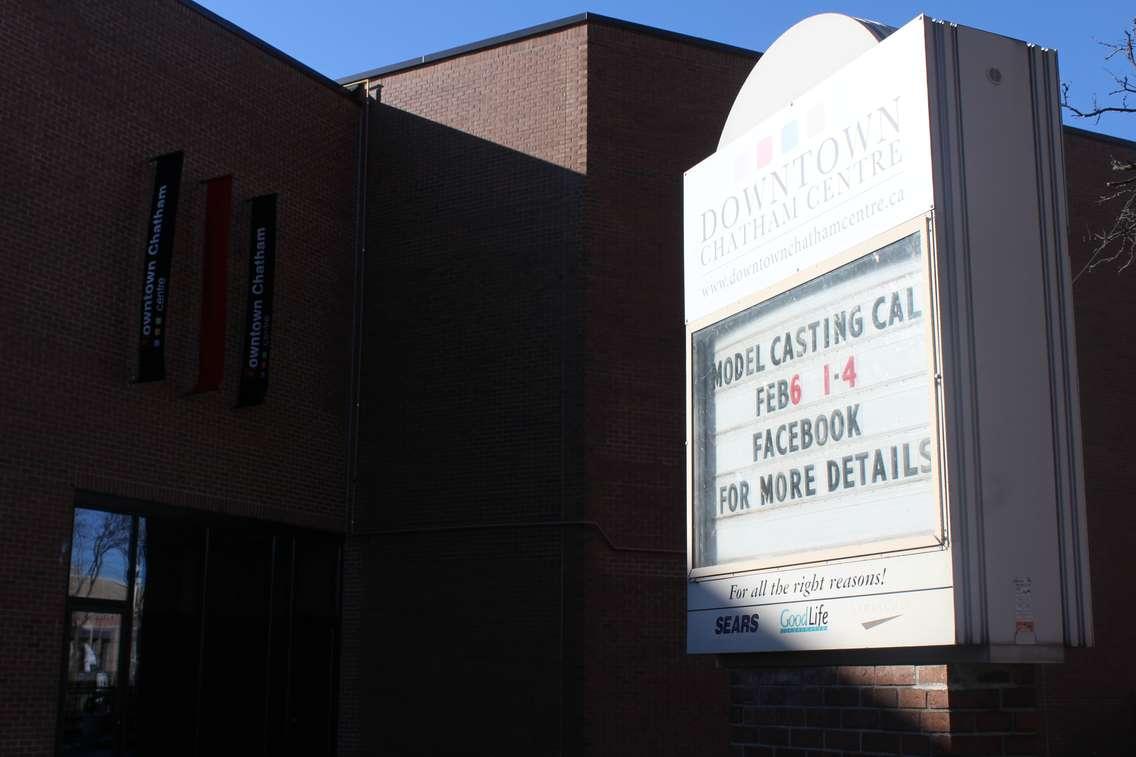 owntown Chatham
centre
owntown Chatham
centre
DOWNTOWN
CHATHAM CENTRE
www.downtownchathamcentre.ca
MODEL CASTING CAL
FEB6 1-4
FACEBOOK
FOR MORE DETAILS
For all the right reasons!
SEARS
GoodLife